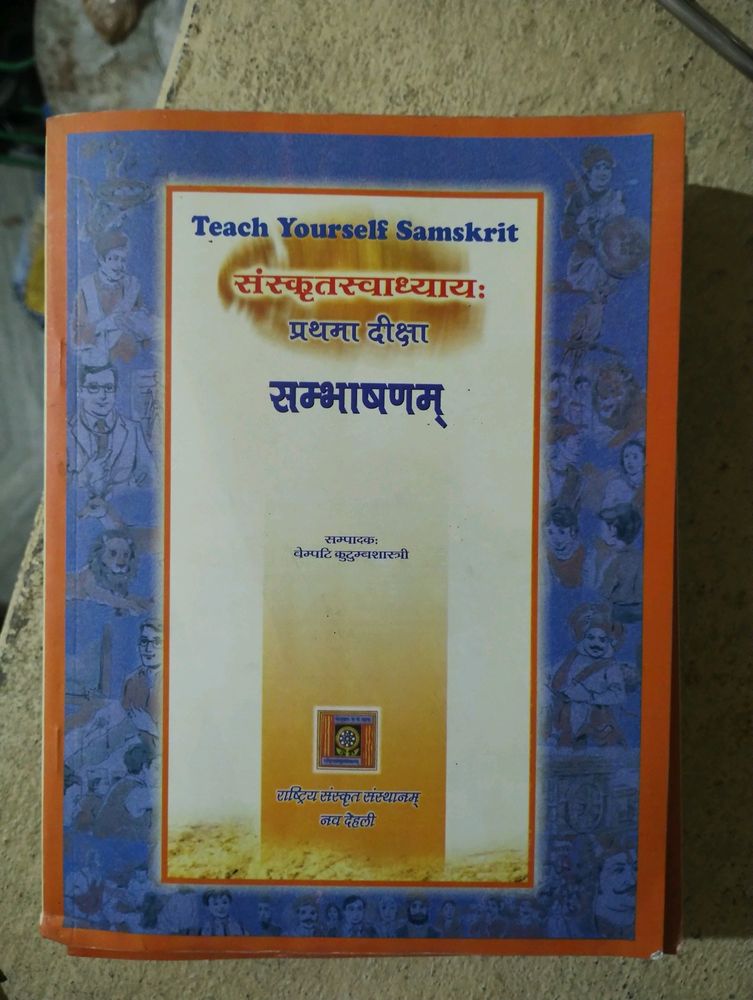 Teach Yourself Samskrit
संस्कृतस्वाध्यायः
प्रथमा दीक्षा
सम्भाषणम्
सम्पादकः
वेम्पटि कुटुम्बशास्त्री
राष्ट्रिय संस्कृत संस्थानम्
नव देहली